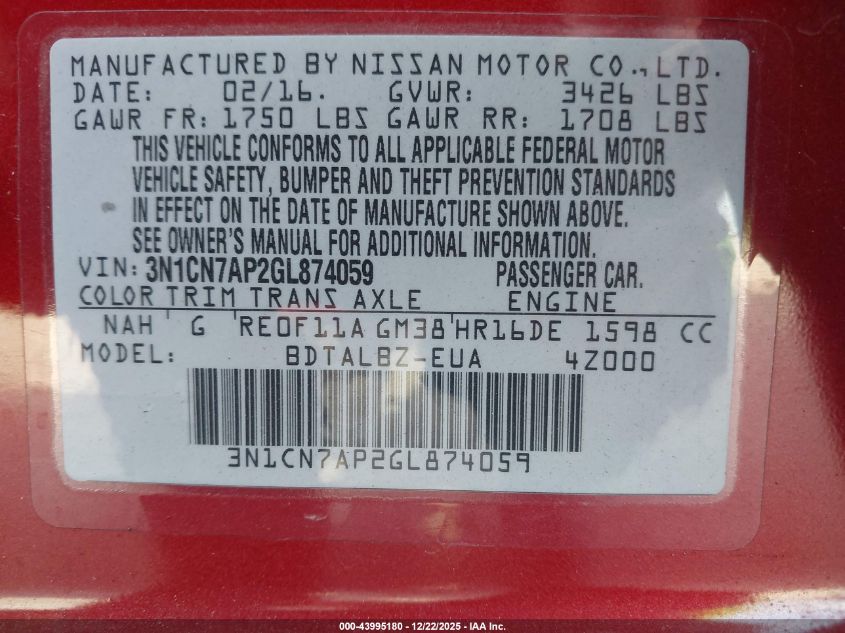 MANUFACTURED BY NISSAN MOTOR CO., LTD.
DATE: 02/16. GVWR: 3426 LBS
GAWR FR: 1750 LBS GAWR RR: 1708 LBS
THIS VEHICLE CONFORMS TO ALL APPLICABLE FEDERAL MOTOR
VEHICLE SAFETY, BUMPER AND THEFT PREVENTION STANDARDS
IN EFFECT ON THE DATE OF MANUFACTURE SHOWN ABOVE.
SEE OWNER'S MANUAL FOR ADDITIONAL INFORMATION.
VIN: 3N1CN7AP2GL874059 PASSENGER CAR.
COLOR TRIM TRANS AXLE ENGINE
NAH G RE0F11A GM38 HR16DE 1598 CC
MODEL: BDTALBZ-EUA 4Z000
3N1CN7AP2GL874059
000-43995180 - 12/22/2025 - IAA Inc.